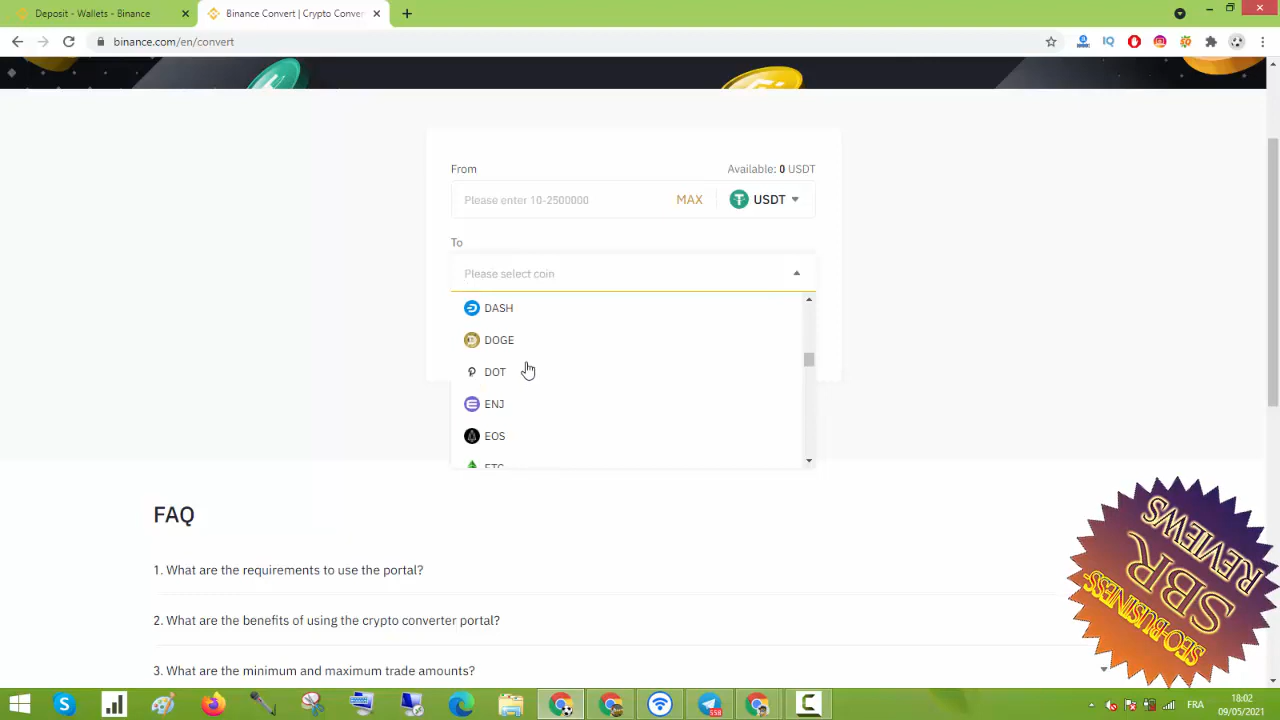 Deposit - Wallets - Binance
Binance Convert | Crypto Conver
binance.com/en/convert
From
Available: 0 USDT
Please enter 10-2500000
MAX
USDT
To
Please select coin
DASH
DOGE
DOT
ENJ
EOS
ETC
FAQ
1. What are the requirements to use the portal?
2. What are the benefits of using the crypto converter portal?
3. What are the minimum and maximum trade amounts?
REVIEWS
SBR
SEO-BUSINESS-
558
FRA
18:02
09/05/2021